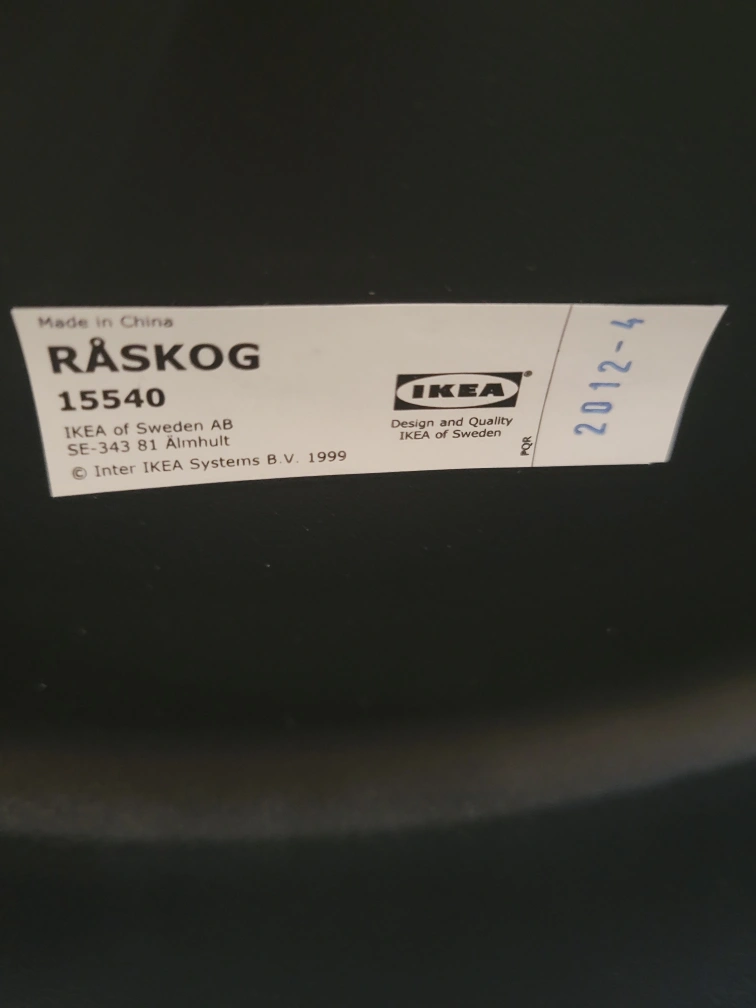 Made in China
RÅSKOG
15540
IKEA of Sweden AB
SE-343 81 Älmhult
© Inter IKEA Systems B.V. 1999
IKEA®
Design and Quality
IKEA of Sweden
PQR
2012-4